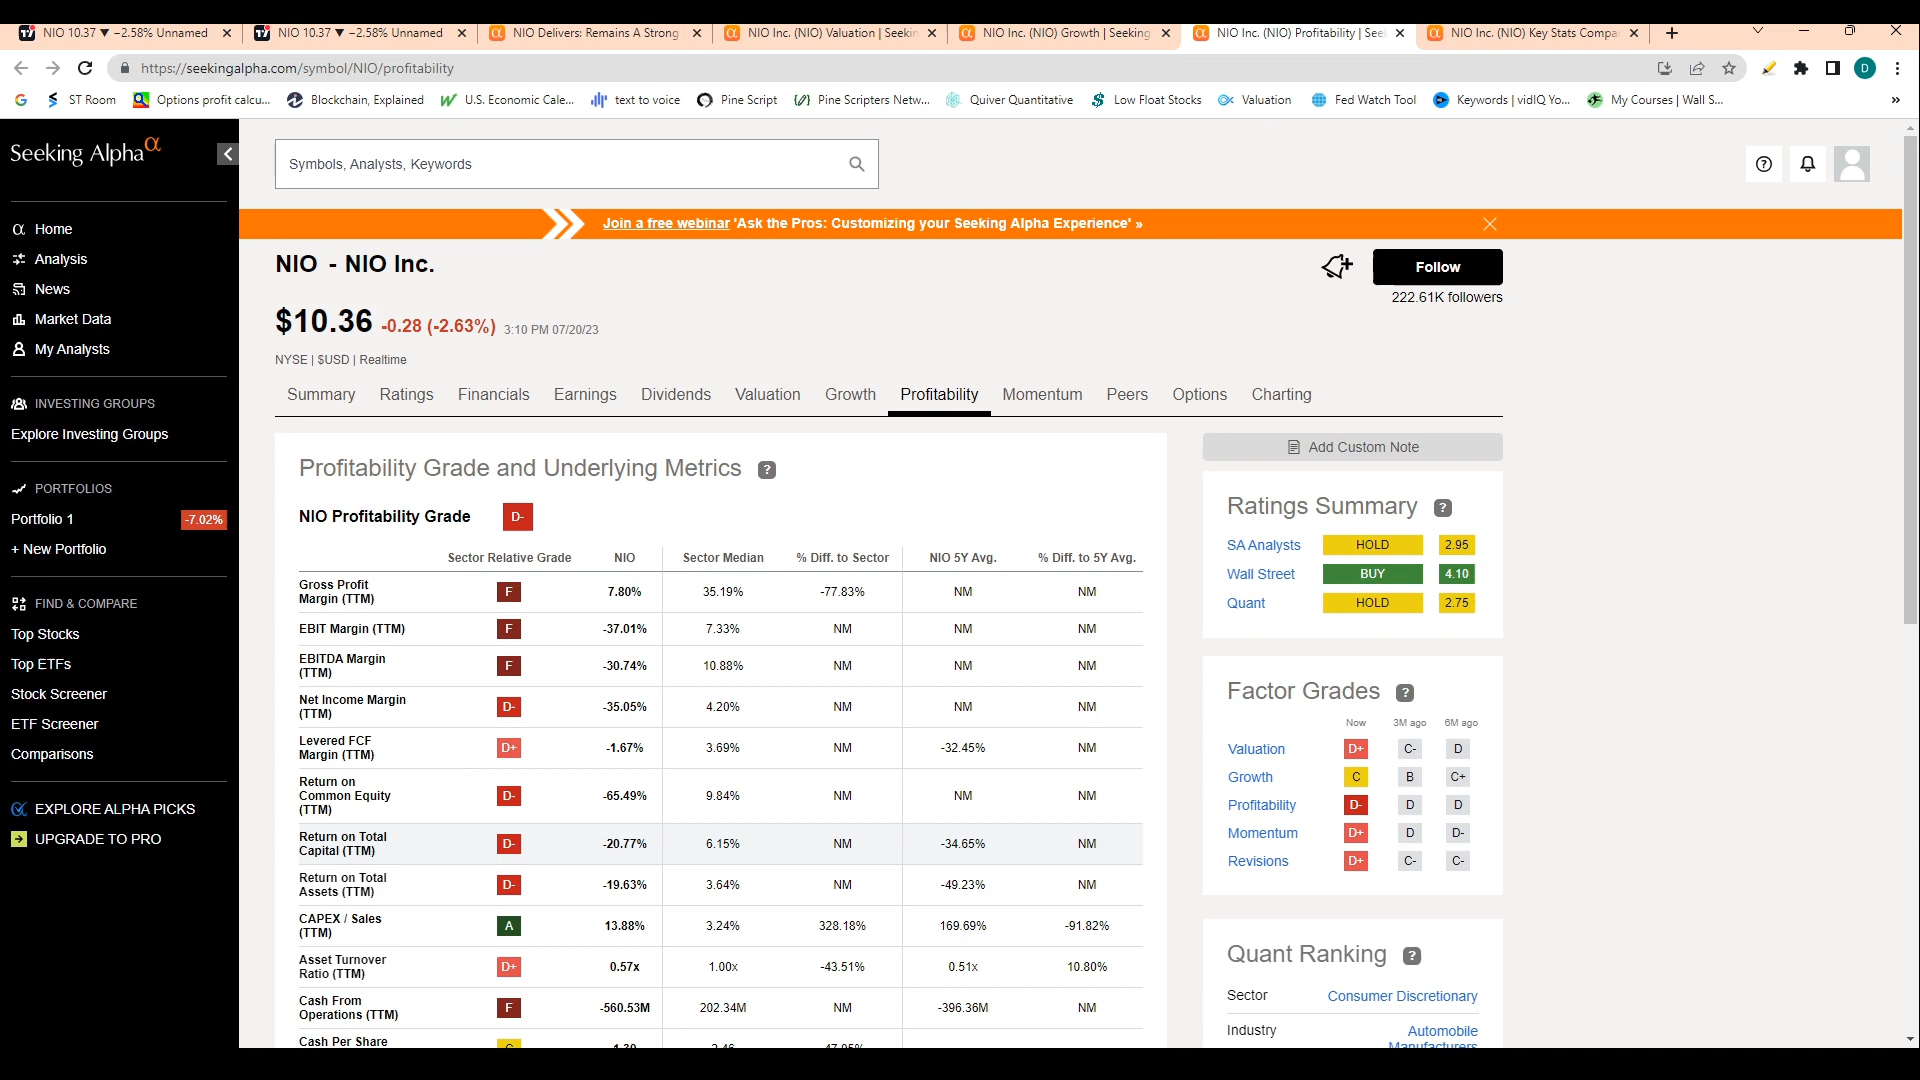 NIO 10.37 ▼ −2.58% Unnamed
NIO 10.37 ▼ −2.58% Unnamed
NIO Delivers: Remains A Strong
NIO Inc. (NIO) Valuation | Seekin
NIO Inc. (NIO) Growth | Seeking
NIO Inc. (NIO) Profitability | See
NIO Inc. (NIO) Key Stats Compa
https://seekingalpha.com/symbol/NIO/profitability
D
ST Room
Options profit calcu...
Blockchain, Explained
U.S. Economic Cale...
text to voice
Pine Script
Pine Scripters Netw...
Quiver Quantitative
Low Float Stocks
Valuation
Fed Watch Tool
Keywords | vidIQ Yo...
My Courses | Wall S...
»
Seeking Alphaα
Symbols, Analysts, Keywords
Join a free webinar 'Ask the Pros: Customizing your Seeking Alpha Experience' »
Home
Analysis
News
Market Data
My Analysts
INVESTING GROUPS
Explore Investing Groups
PORTFOLIOS
Portfolio 1 -7.02%
+ New Portfolio
FIND & COMPARE
Top Stocks
Top ETFs
Stock Screener
ETF Screener
Comparisons
EXPLORE ALPHA PICKS
UPGRADE TO PRO
NIO - NIO Inc.
Follow
222.61K followers
$10.36 -0.28 (-2.63%) 3:10 PM 07/20/23
NYSE | $USD | Realtime
Summary Ratings Financials Earnings Dividends Valuation Growth Profitability Momentum Peers Options Charting
Profitability Grade and Underlying Metrics ?
NIO Profitability Grade D-
Sector Relative Grade NIO Sector Median % Diff. to Sector NIO 5Y Avg. % Diff. to 5Y Avg.
Gross Profit
Margin (TTM) F 7.80% 35.19% -77.83% NM NM
EBIT Margin (TTM) F -37.01% 7.33% NM NM NM
EBITDA Margin
(TTM) F -30.74% 10.88% NM NM NM
Net Income Margin
(TTM) D- -35.05% 4.20% NM NM NM
Levered FCF
Margin (TTM) D+ -1.67% 3.69% NM -32.45% NM
Return on
Common Equity
(TTM) D- -65.49% 9.84% NM NM NM
Return on Total
Capital (TTM) D- -20.77% 6.15% NM -34.65% NM
Return on Total
Assets (TTM) D- -19.63% 3.64% NM -49.23% NM
CAPEX / Sales
(TTM) A 13.88% 3.24% 328.18% 169.69% -91.82%
Asset Turnover
Ratio (TTM) D+ 0.57x 1.00x -43.51% 0.51x 10.80%
Cash From
Operations (TTM) F -560.53M 202.34M NM -396.36M NM
Cash Per Share
Add Custom Note
Ratings Summary ?
SA Analysts HOLD 2.95
Wall Street BUY 4.10
Quant HOLD 2.75
Factor Grades ?
Now 3M ago 6M ago
Valuation D+ C- D
Growth C B C+
Profitability D- D D
Momentum D+ D D-
Revisions D+ C- C-
Quant Ranking ?
Sector Consumer Discretionary
Industry Automobile
Manufacturers